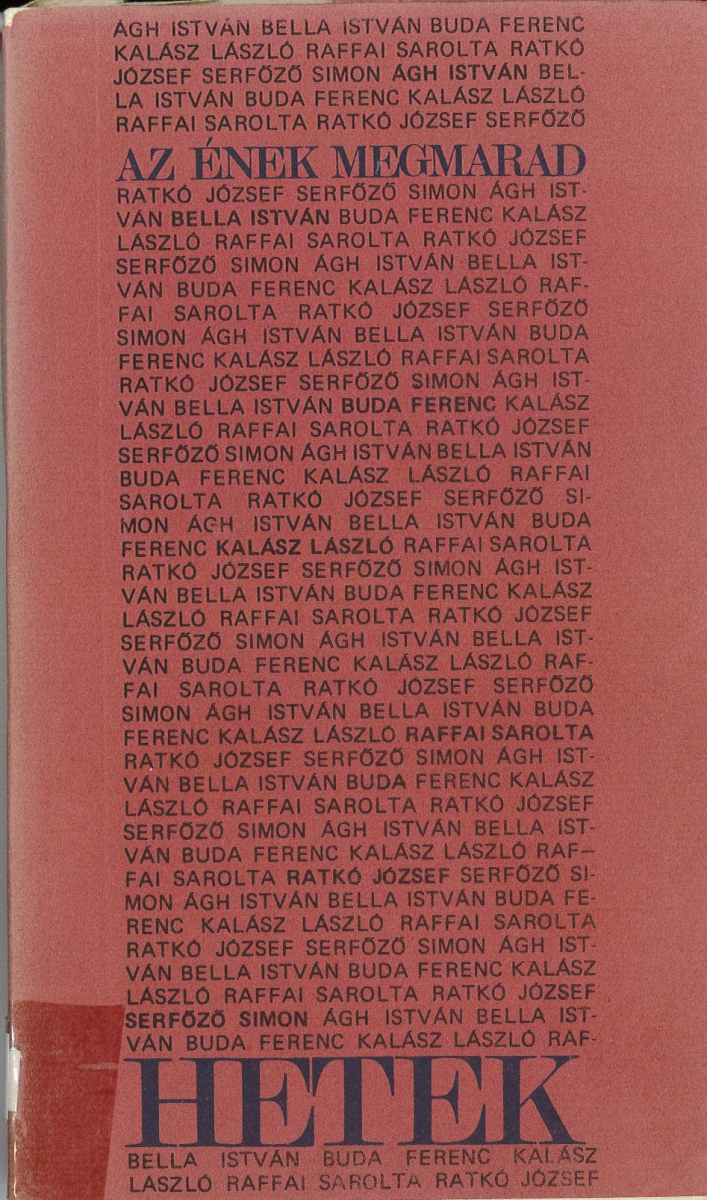 ÁGH ISTVÁN BELLA ISTVÁN BUDA FERENC
KALÁSZ LÁSZLÓ RAFFAI SAROLTA RATKÓ
JÓZSEF SERFŐZŐ SIMON ÁGH ISTVÁN BEL-
LA ISTVÁN BUDA FERENC KALÁSZ LÁSZLÓ
RAFFAI SAROLTA RATKÓ JÓZSEF SERFŐZŐ
AZ ÉNEK MEGMARAD
RATKÓ JÓZSEF SERFŐZŐ SIMON ÁGH IST-
VÁN BELLA ISTVÁN BUDA FERENC KALÁSZ
LÁSZLÓ RAFFAI SAROLTA RATKÓ JÓZSEF
SERFŐZŐ SIMON ÁGH ISTVÁN BELLA IST-
VÁN BUDA FERENC KALÁSZ LÁSZLÓ RAF-
FAI SAROLTA RATKÓ JÓZSEF SERFŐZŐ
SIMON ÁGH ISTVÁN BELLA ISTVÁN BUDA
FERENC KALÁSZ LÁSZLÓ RAFFAI SAROLTA
RATKÓ JÓZSEF SERFŐZŐ SIMON ÁGH IST-
VÁN BELLA ISTVÁN BUDA FERENC KALÁSZ
LÁSZLÓ RAFFAI SAROLTA RATKÓ JÓZSEF
SERFŐZŐ SIMON ÁGH ISTVÁN BELLA ISTVÁN
BUDA FERENC KALÁSZ LÁSZLÓ RAFFAI
SAROLTA RATKÓ JÓZSEF SERFŐZŐ SI-
MON ÁGH ISTVÁN BELLA ISTVÁN BUDA
FERENC KALÁSZ LÁSZLÓ RAFFAI SAROLTA
RATKÓ JÓZSEF SERFŐZŐ SIMON ÁGH IST-
VÁN BELLA ISTVÁN BUDA FERENC KALÁSZ
LÁSZLÓ RAFFAI SAROLTA RATKÓ JÓZSEF
SERFŐZŐ SIMON ÁGH ISTVÁN BELLA IST-
VÁN BUDA FERENC KALÁSZ LÁSZLÓ RAF-
FAI SAROLTA RATKÓ JÓZSEF SERFŐZŐ
SIMON ÁGH ISTVÁN BELLA ISTVÁN BUDA
FERENC KALÁSZ LÁSZLÓ RAFFAI SAROLTA
RATKÓ JÓZSEF SERFŐZŐ SIMON ÁGH IST-
VÁN BELLA ISTVÁN BUDA FERENC KALÁSZ
LÁSZLÓ RAFFAI SAROLTA RATKÓ JÓZSEF
SERFŐZŐ SIMON ÁGH ISTVÁN BELLA IST-
VÁN BUDA FERENC KALÁSZ LÁSZLÓ RAF—
FAI SAROLTA RATKÓ JÓZSEF SERFŐZŐ SI-
MON ÁGH ISTVÁN BELLA ISTVÁN BUDA FE-
RENC KALÁSZ LÁSZLÓ RAFFAI SAROLTA
RATKÓ JÓZSEF SERFŐZŐ SIMON ÁGH IST-
VÁN BELLA ISTVÁN BUDA FERENC KALÁSZ
LÁSZLÓ RAFFAI SAROLTA RATKÓ JÓZSEF
SERFŐZŐ SIMON ÁGH ISTVÁN BELLA IST-
VÁN BUDA FERENC KALÁSZ LÁSZLÓ RAF-
HETEK
BELLA ISTVÁN BUDA FERENC KALÁSZ
LÁSZLÓ RAFFAI SAROLTA RATKÓ JÓZSEF